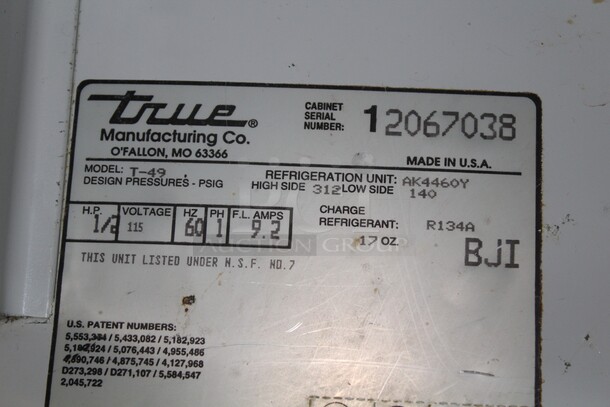 true®
Manufacturing Co.
O'FALLON, MO 63366
CABINET
SERIAL
NUMBER: 12067038
MADE IN U.S.A.
MODEL: T-49
DESIGN PRESSURES - PSIG
REFRIGERATION UNIT: AK4460Y
HIGH SIDE 312 LOW SIDE 140
H.P. 1/2
VOLTAGE 115
HZ 60
PH 1
F.L. AMPS 9.2
CHARGE
REFRIGERANT: R134A
17 OZ.
BJI
AUCTION GROUP
THIS UNIT LISTED UNDER N.S.F. NO.7
U.S. PATENT NUMBERS:
5,553,334 / 5,433,082 / 5,182,923
/ 5,076,443 / 4,955,486
4,890,746 / 4,875,745 / 4,127,968
D273,298 / D271,107 / 5,584,547
2,045,722